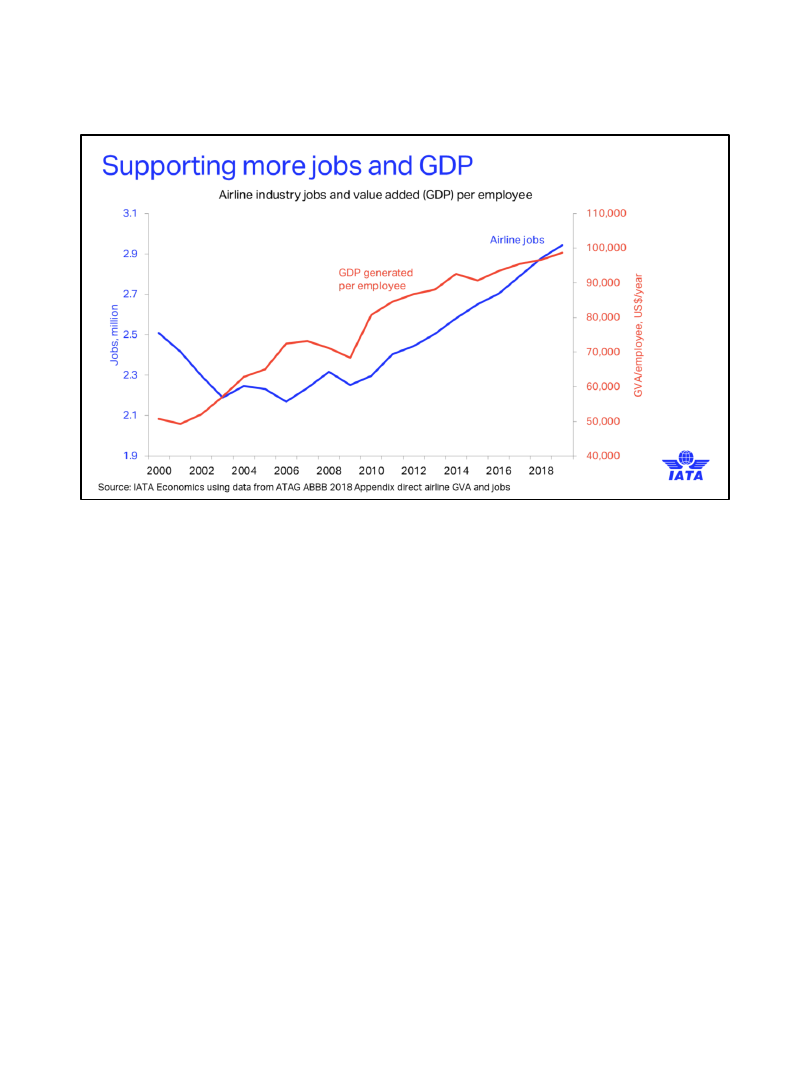 Supporting more jobs and GDP
Airline industry jobs and value added (GDP) per employee
3.1
2.9
2.7
2.5
2.3
2.1
1.9
Jobs, million
Airline jobs
GDP generated
per employee
110,000
100,000
90,000
80,000
70,000
60,000
50,000
40,000
GVA/employee, US$/year
2000 2002 2004 2006 2008 2010 2012 2014 2016 2018
Source: IATA Economics using data from ATAG ABBB 2018 Appendix direct airline GVA and jobs
IATA